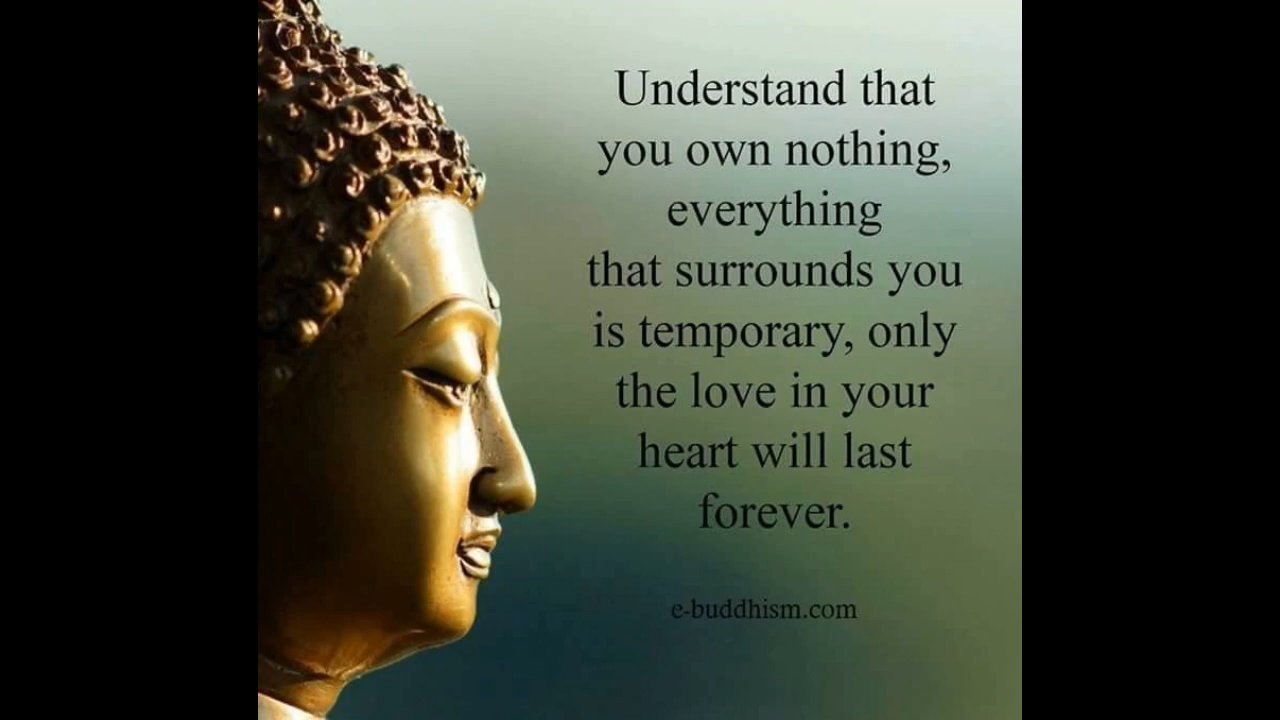 Understand that
you own nothing,
everything
that surrounds you
is temporary, only
the love in your
heart will last
forever.
e-buddhism.com